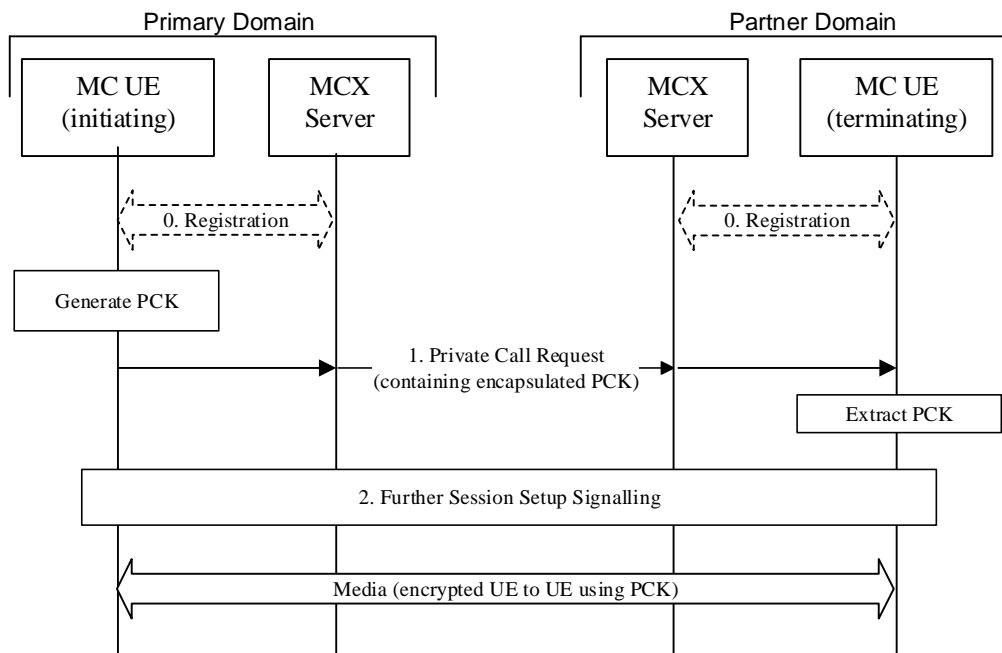 Primary Domain
Partner Domain
MC UE
(initiating)
MCX
Server
MCX
Server
MC UE
(terminating)
0. Registration
0. Registration
Generate PCK
1. Private Call Request
(containing encapsulated PCK)
Extract PCK
2. Further Session Setup Signalling
Media (encrypted UE to UE using PCK)